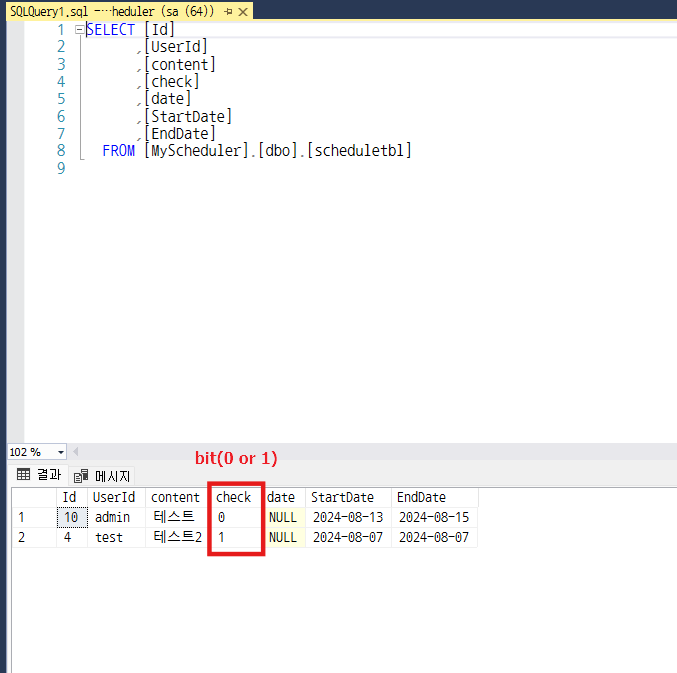 SQLQuery1.sql -...heduler (sa (64))
1 SELECT [Id]
2 ,[UserId]
3 ,[content]
4 ,[check]
5 ,[date]
6 ,[StartDate]
7 ,[EndDate]
8 FROM [MyScheduler].[dbo].[scheduletbl]
9
102 %
bit(0 or 1)
결과 메시지
Id UserId content check date StartDate EndDate
1 10 admin 테스트 0 NULL 2024-08-13 2024-08-15
2 4 test 테스트2 1 NULL 2024-08-07 2024-08-07